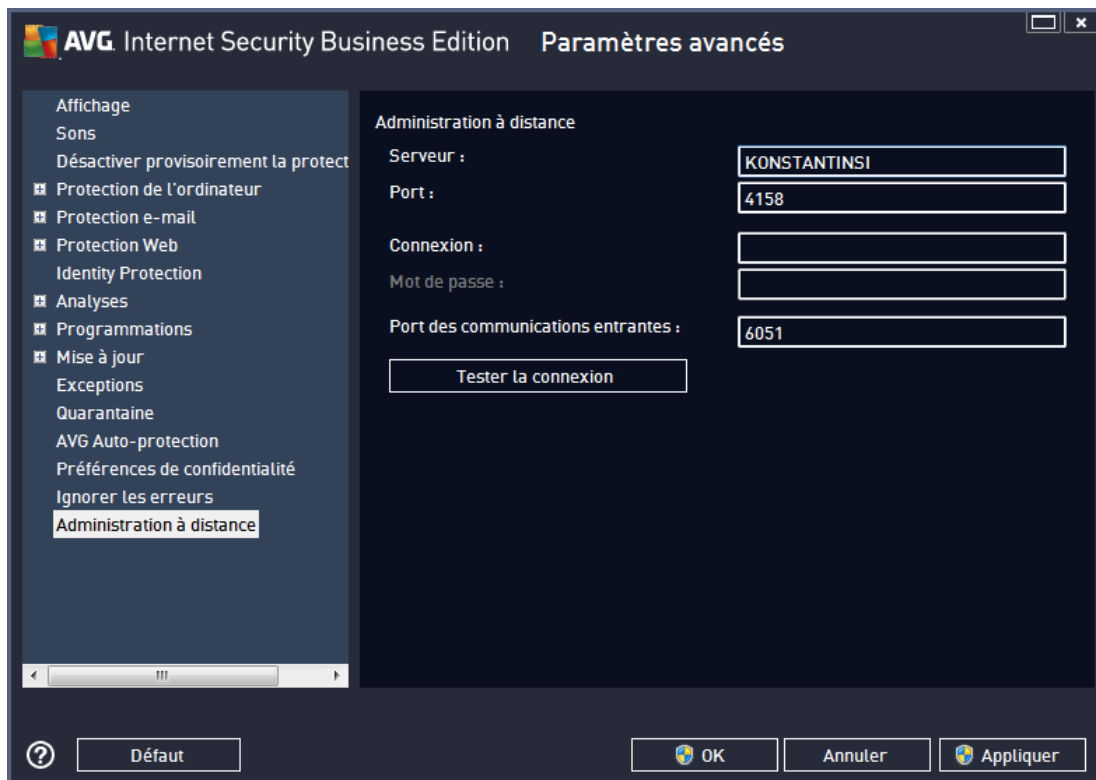 AVG. Internet Security Business Edition Paramètres avancés
Affichage
Sons
Désactiver provisoirement la protect
Protection de l'ordinateur
Protection e-mail
Protection Web
Identity Protection
Analyses
Programmations
Mise à jour
Exceptions
Quarantaine
AVG Auto-protection
Préférences de confidentialité
Ignorer les erreurs
Administration à distance
Administration à distance
Serveur : KONSTANTINSI
Port : 4158
Connexion :
Mot de passe :
Port des communications entrantes : 6051
Tester la connexion
? Défaut OK Annuler Appliquer